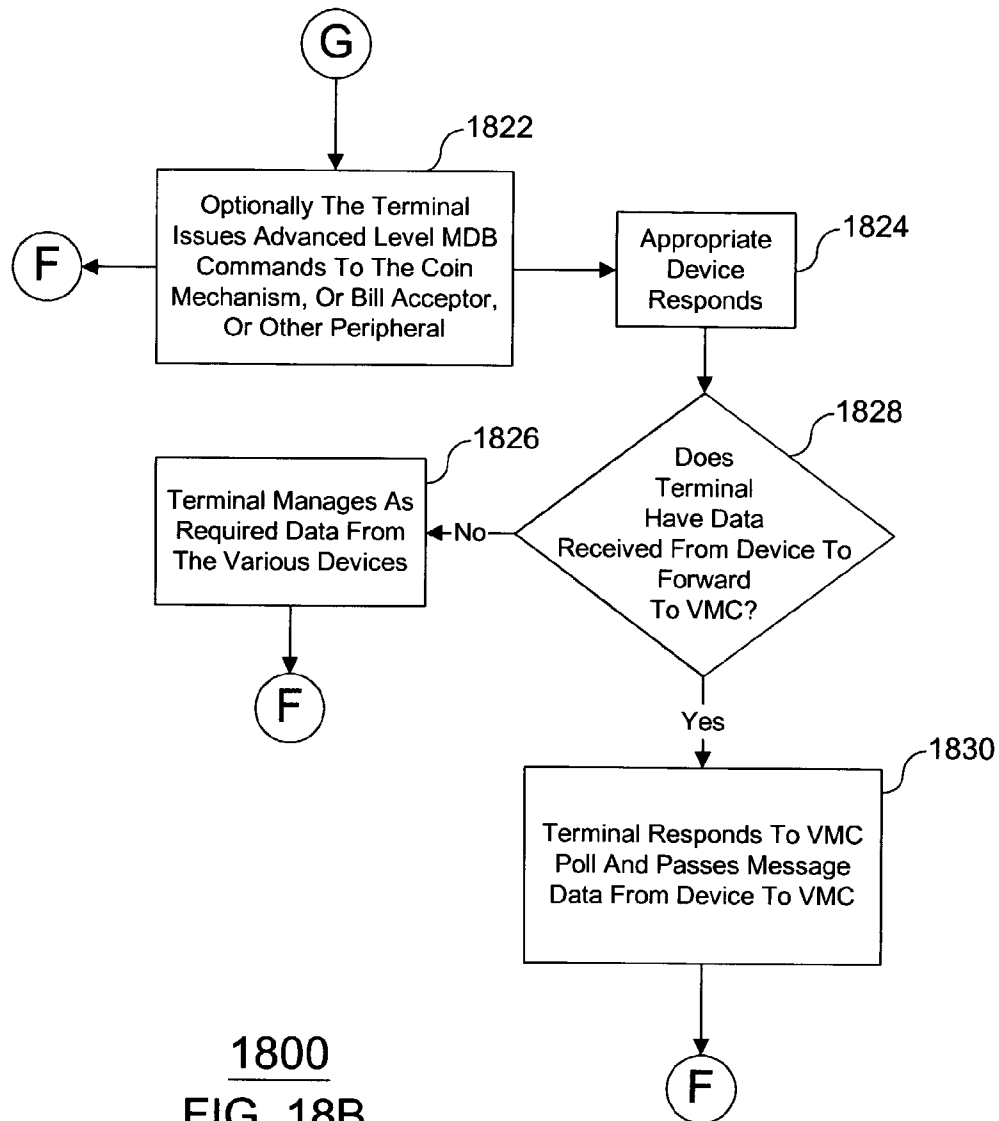 G
1822
Optionally The Terminal
Issues Advanced Level MDB
Commands To The Coin
Mechanism, Or Bill Acceptor,
Or Other Peripheral
F
1824
Appropriate
Device
Responds
1828
Does
Terminal
Have Data
Received From Device To
Forward
To VMC?
No
1826
Terminal Manages As
Required Data From
The Various Devices
F
Yes
1830
Terminal Responds To VMC
Poll And Passes Message
Data From Device To VMC
F
1800
FIG. 18B